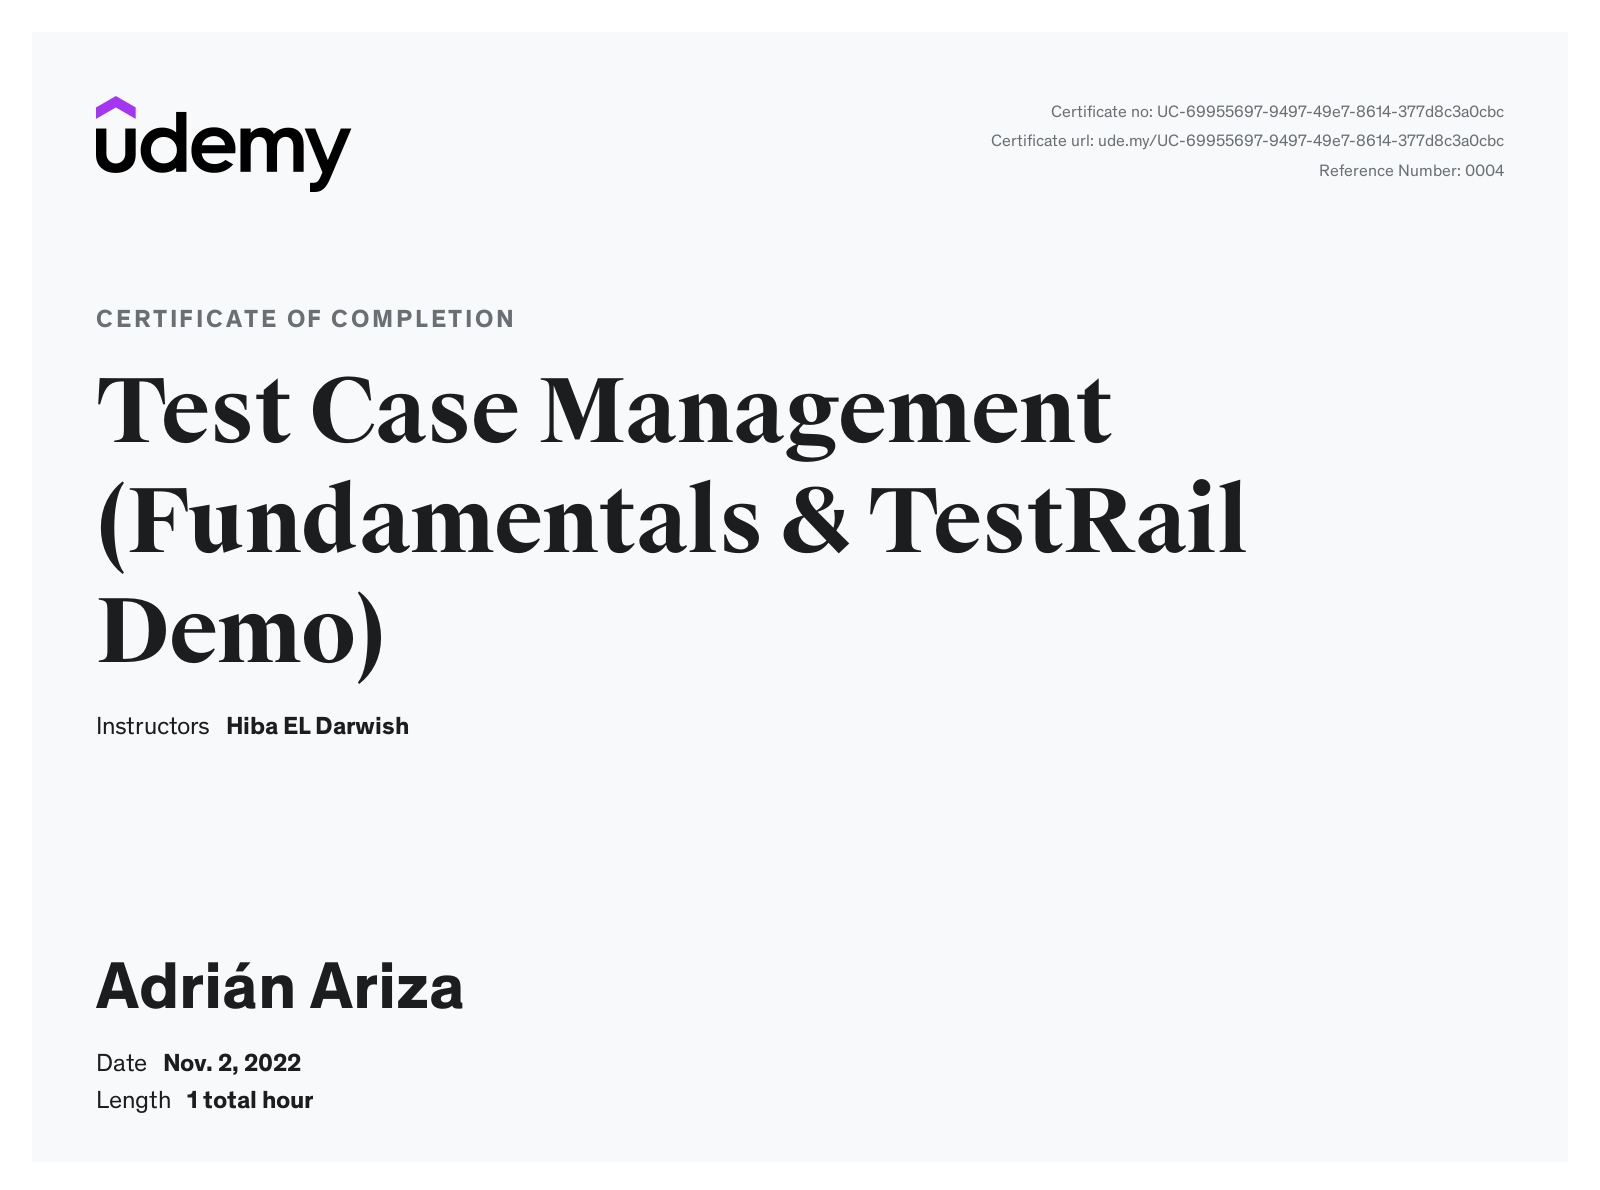 udemy
Certificate no: UC-69955697-9497-49e7-8614-377d8c3a0cbc
Certificate url: ude.my/UC-69955697-9497-49e7-8614-377d8c3a0cbc
Reference Number: 0004
CERTIFICATE OF COMPLETION
Test Case Management
(Fundamentals & TestRail
Demo)
Instructors Hiba EL Darwish
Adrián Ariza
Date Nov. 2, 2022
Length 1 total hour